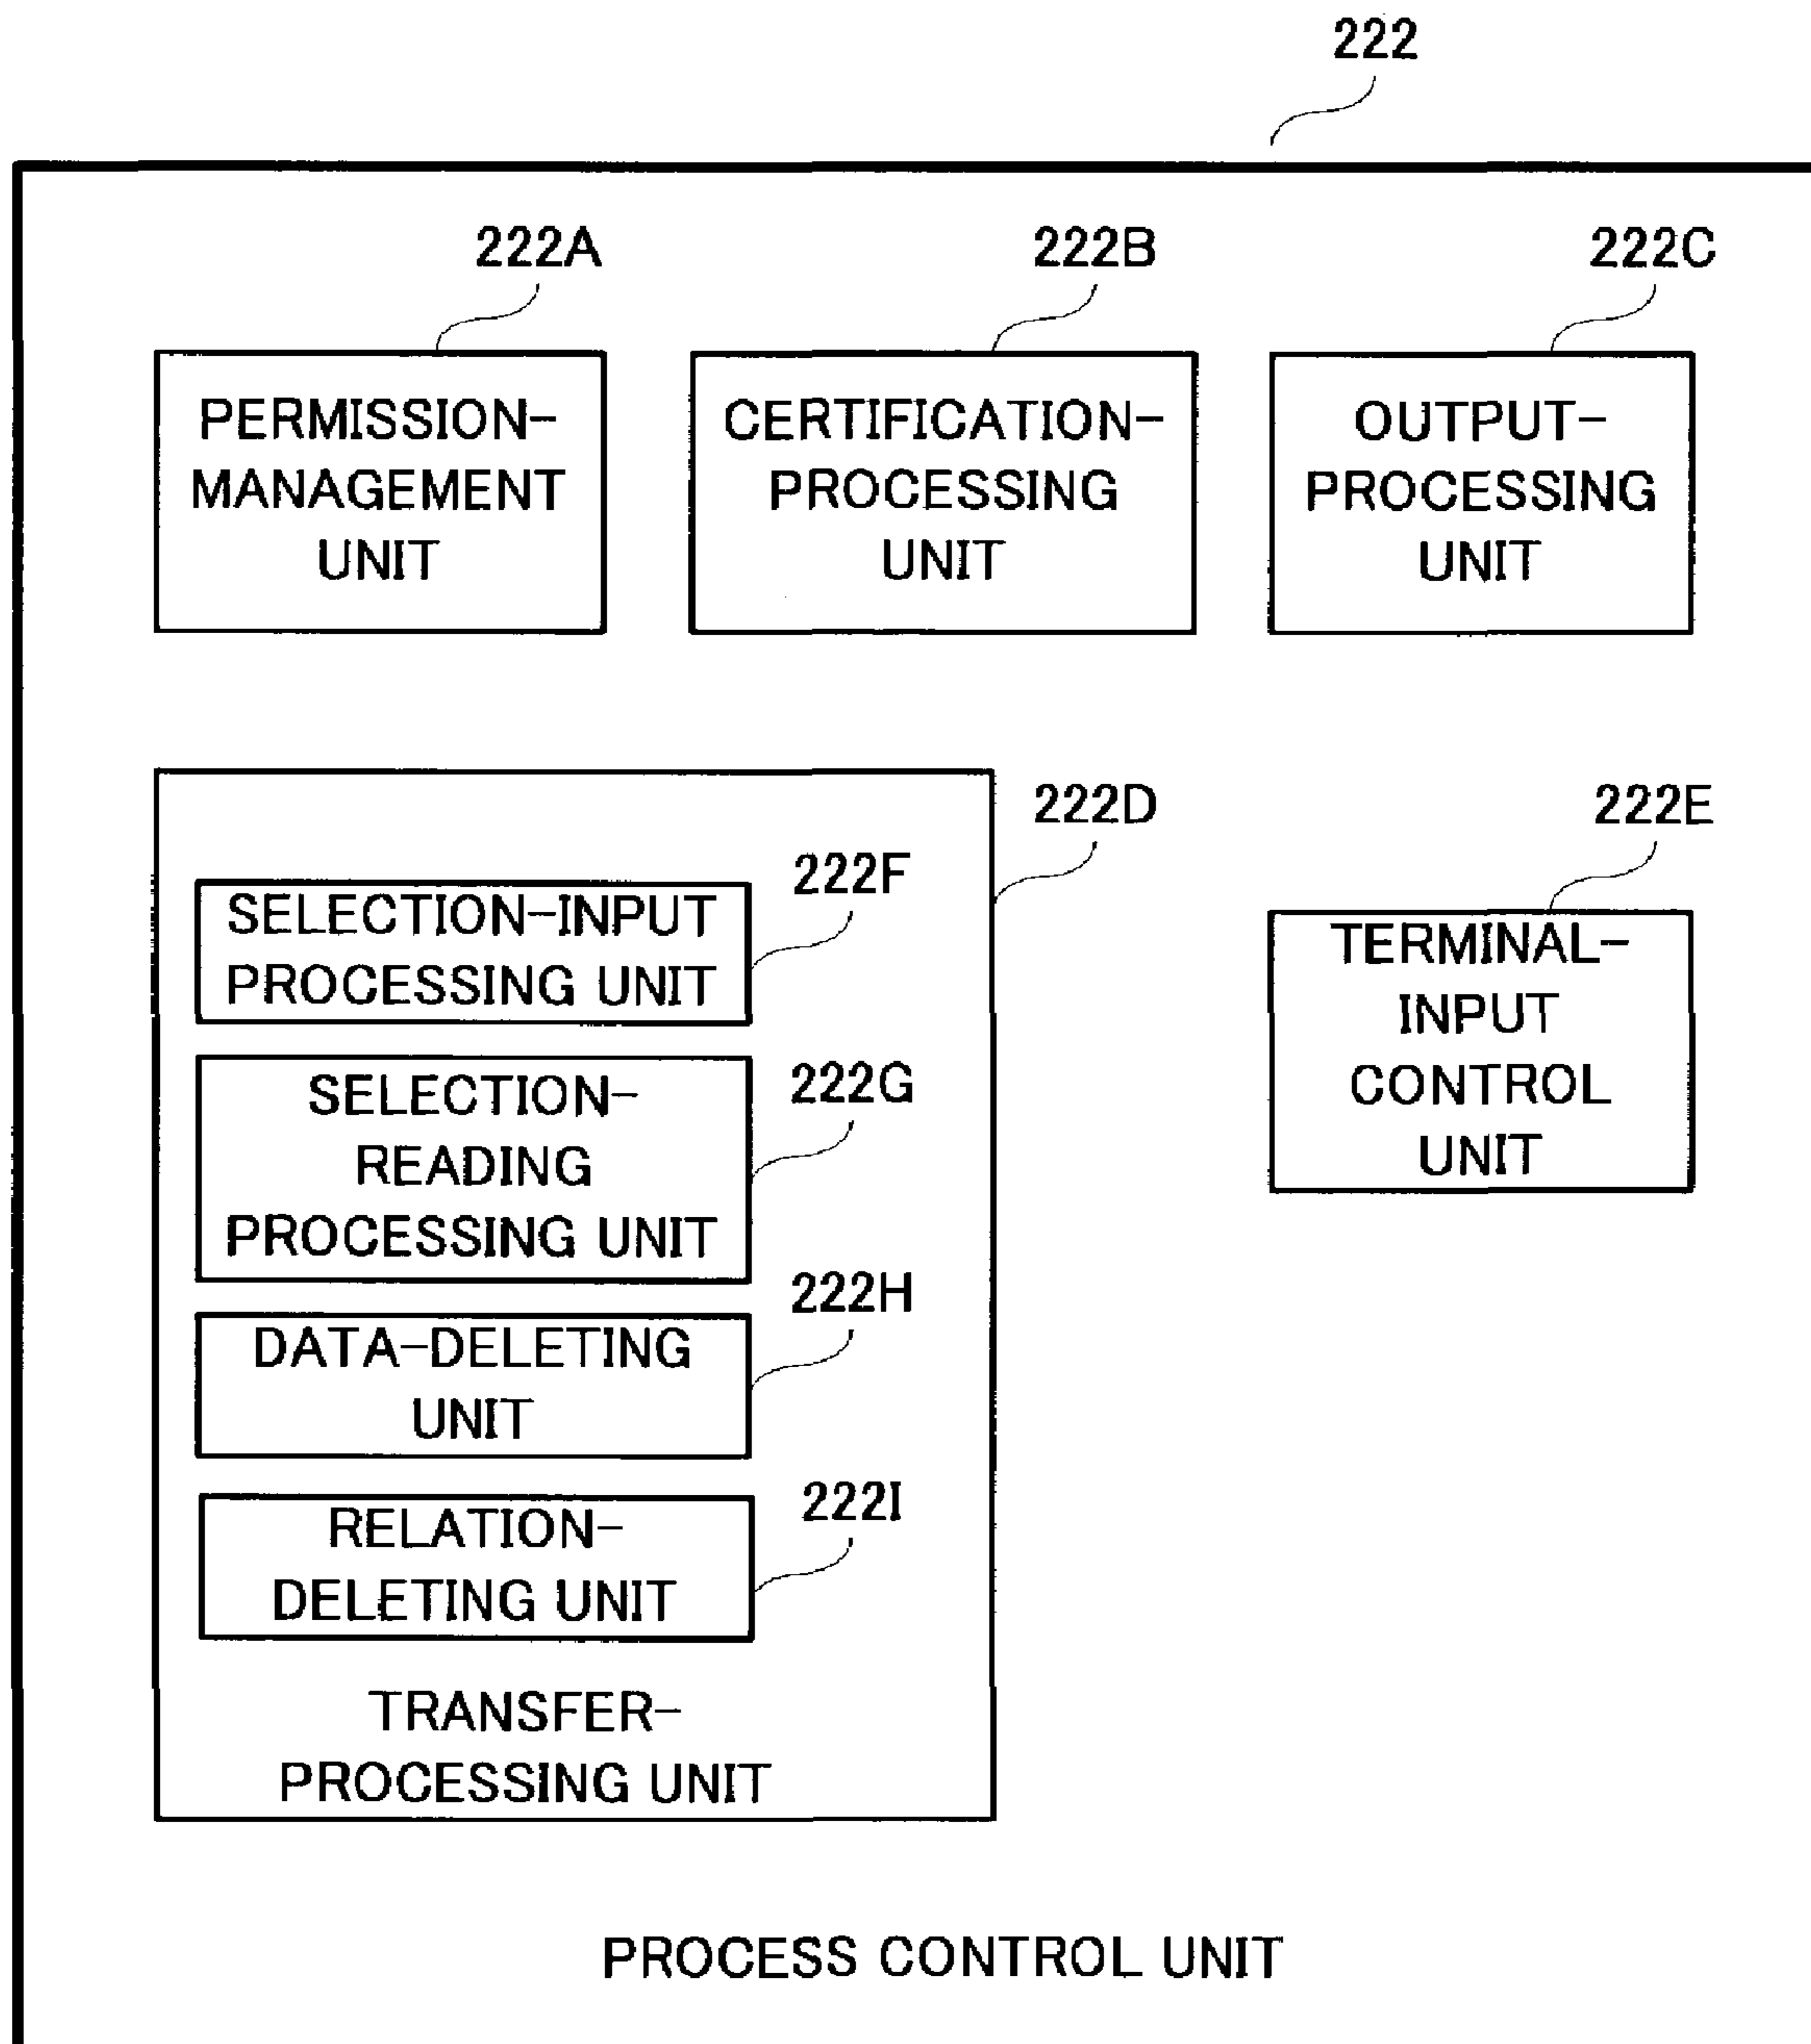 222
222A
222B
222C
PERMISSION-
MANAGEMENT
UNIT
CERTIFICATION-
PROCESSING
UNIT
OUTPUT-
PROCESSING
UNIT
222D
222E
222F
SELECTION-INPUT
PROCESSING UNIT
222G
SELECTION-
READING
PROCESSING UNIT
222H
DATA-DELETING
UNIT
222I
RELATION-
DELETING UNIT
TRANSFER-
PROCESSING UNIT
TERMINAL-
INPUT
CONTROL
UNIT
PROCESS CONTROL UNIT